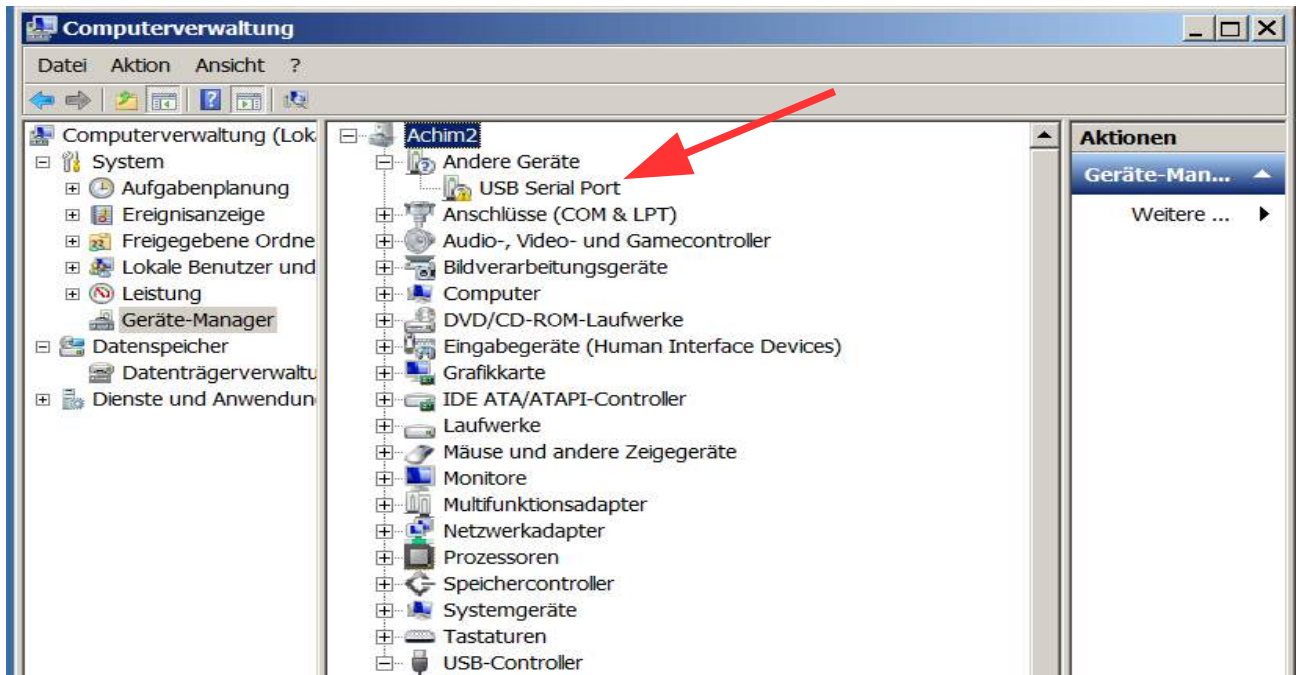 Computerverwaltung
Datei Aktion Ansicht ?
Computerverwaltung (Lok
System
Aufgabenplanung
Ereignisanzeige
Freigegebene Ordne
Lokale Benutzer und
Leistung
Geräte-Manager
Datenspeicher
Datenträgerverwaltu
Dienste und Anwendun
Achim2
Andere Geräte
USB Serial Port
Anschlüsse (COM & LPT)
Audio-, Video- und Gamecontroller
Bildverarbeitungsgeräte
Computer
DVD/CD-ROM-Laufwerke
Eingabegeräte (Human Interface Devices)
Grafikkarte
IDE ATA/ATAPI-Controller
Laufwerke
Mäuse und andere Zeigegeräte
Monitore
Multifunktionsadapter
Netzwerkadapter
Prozessoren
Speichercontroller
Systemgeräte
Tastaturen
USB-Controller
Aktionen
Geräte-Man...
Weitere ...